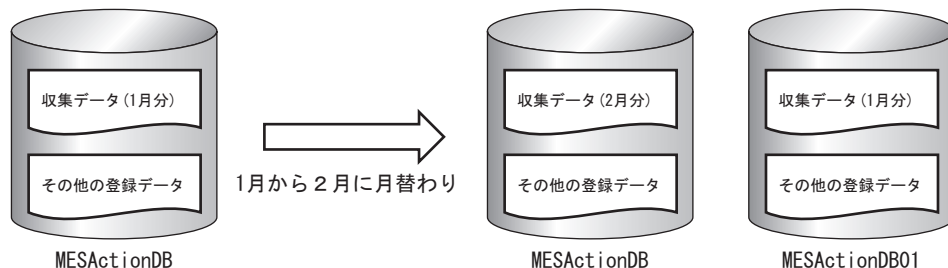 収集データ(1月分)
その他の登録データ
MESActionDB
1月から２月に月替わり
収集データ(2月分)
その他の登録データ
MESActionDB
収集データ(1月分)
その他の登録データ
MESActionDB01